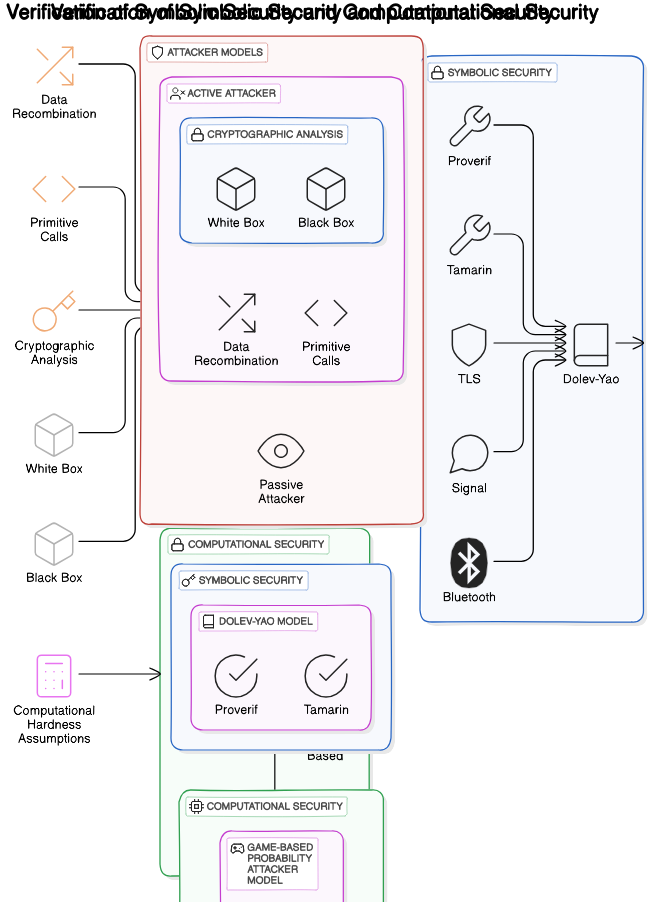 Verification of Symbolic Security and Computational Security
ATTACKER MODELS
ACTIVE ATTACKER
CRYPTOGRAPHIC ANALYSIS
White Box
Black Box
Data
Recombination
Primitive
Calls
Passive
Attacker
Data
Recombination
Primitive
Calls
Cryptographic
Analysis
White Box
Black Box
Computational
Hardness
Assumptions
SYMBOLIC SECURITY
Proverif
Tamarin
TLS
Signal
Bluetooth
Dolev-Yao
COMPUTATIONAL SECURITY
SYMBOLIC SECURITY
DOLEV-YAO MODEL
Proverif
Tamarin
Based
COMPUTATIONAL SECURITY
GAME-BASED
PROBABILITY
ATTACKER
MODEL